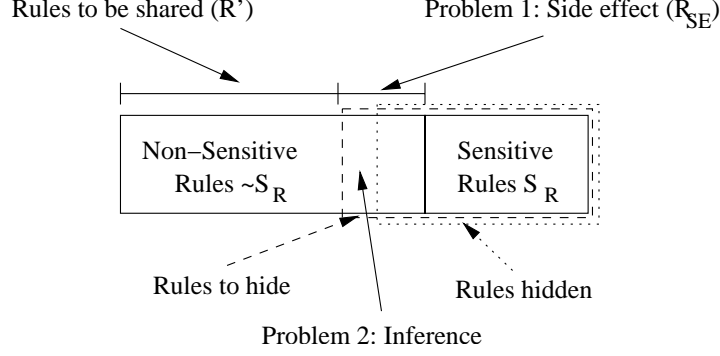 Rules to be shared (R’)
Problem 1: Side effect (R_SE)
Non−Sensitive
Rules ~S_R
Sensitive
Rules S_R
Rules to hide
Rules hidden
Problem 2: Inference